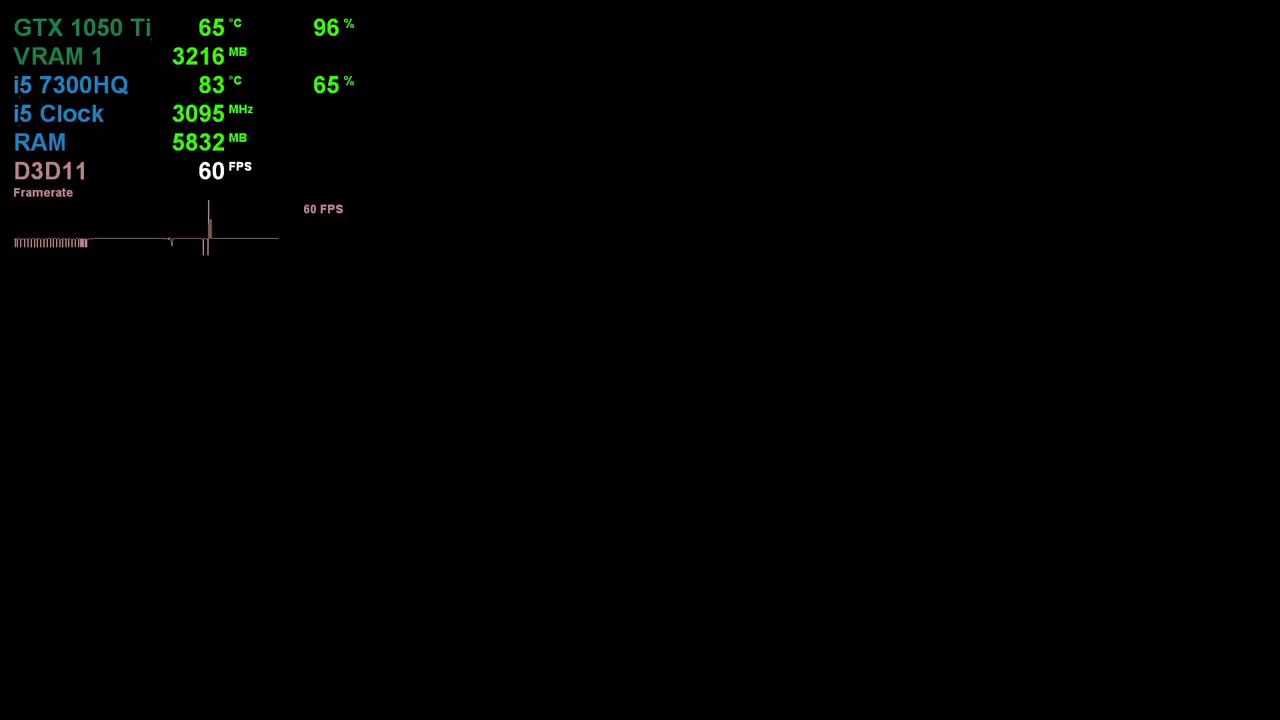 GTX 1050 Ti 65 °C 96 %
VRAM 1 3216 MB
i5 7300HQ 83 °C 65 %
i5 Clock 3095 MHz
RAM 5832 MB
D3D11 60 FPS
Framerate
60 FPS